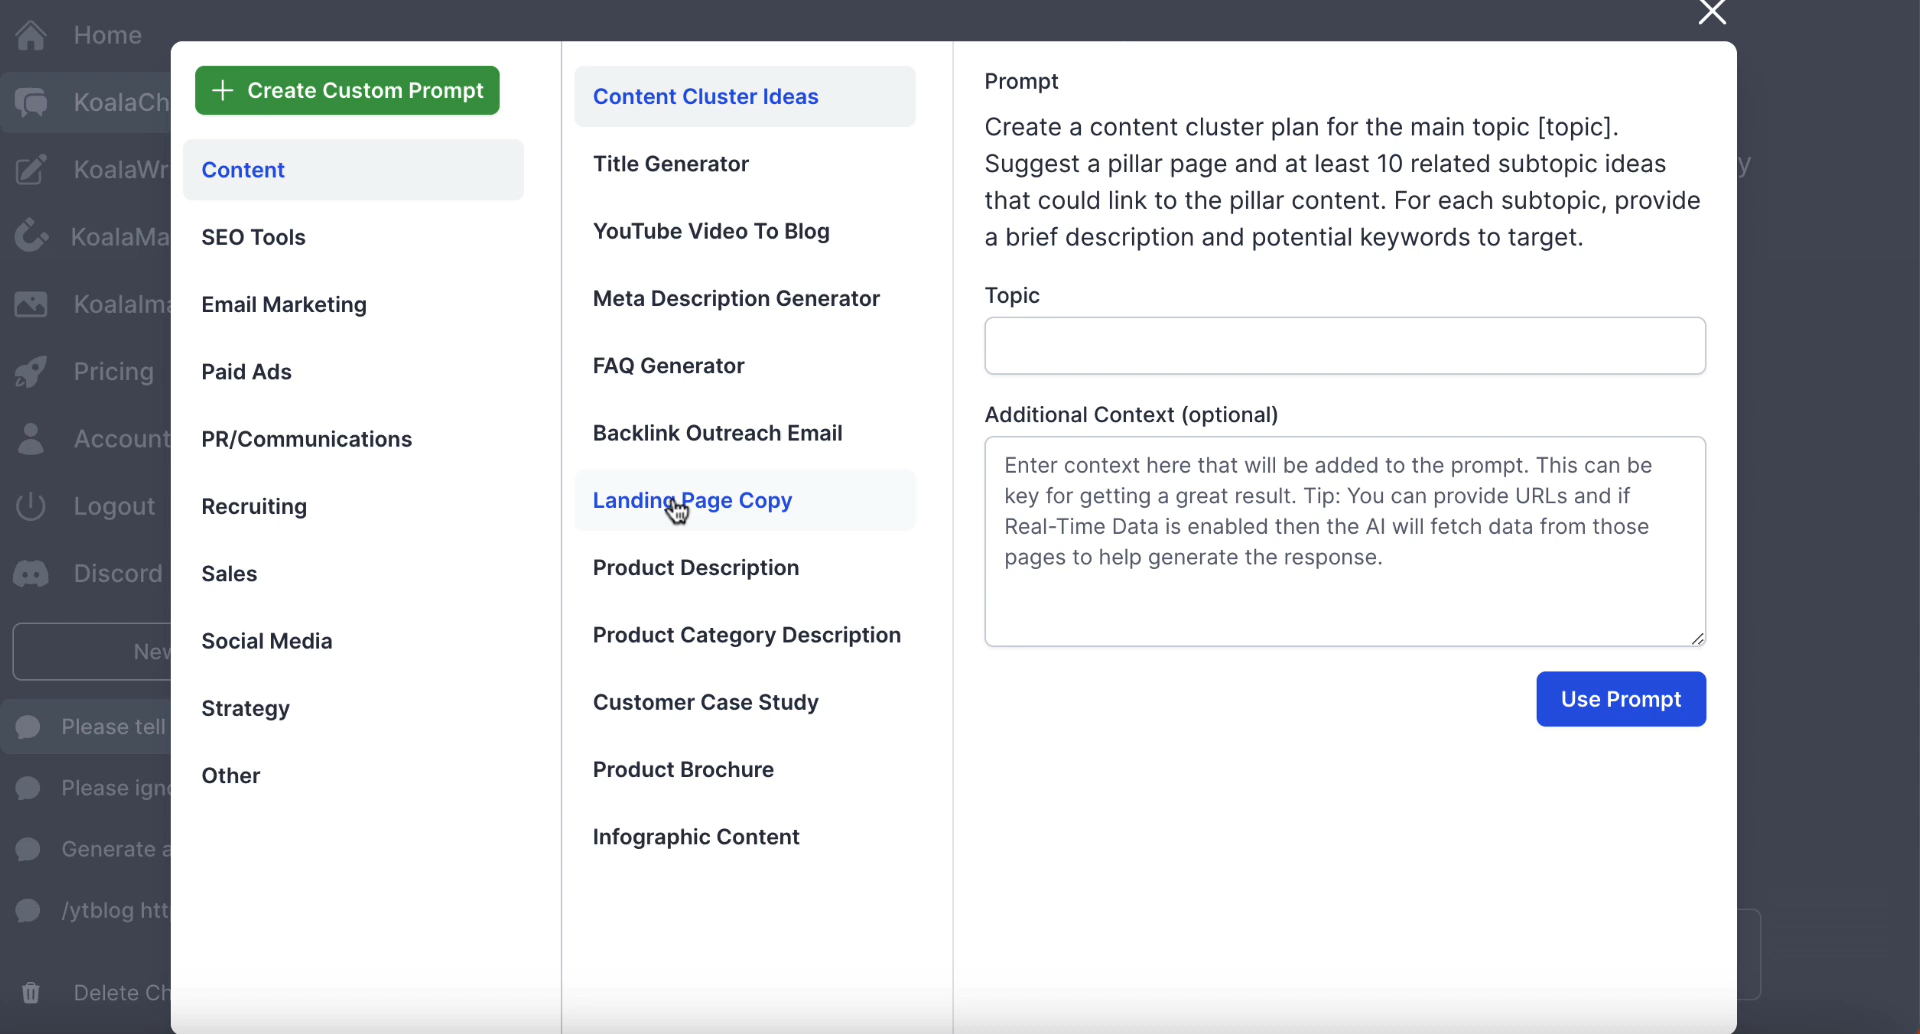 Home
KoalaCh
KoalaWr
KoalaMa
KoalaIma
Pricing
Account
Logout
Discord
New
Please tell
Please igno
Generate a
/ytblog htt
Delete Ch
Create Custom Prompt
Content
SEO Tools
Email Marketing
Paid Ads
PR/Communications
Recruiting
Sales
Social Media
Strategy
Other
Content Cluster Ideas
Title Generator
YouTube Video To Blog
Meta Description Generator
FAQ Generator
Backlink Outreach Email
Landing Page Copy
Product Description
Product Category Description
Customer Case Study
Product Brochure
Infographic Content
Prompt
Create a content cluster plan for the main topic [topic].
Suggest a pillar page and at least 10 related subtopic ideas
that could link to the pillar content. For each subtopic, provide
a brief description and potential keywords to target.
Topic
Additional Context (optional)
Enter context here that will be added to the prompt. This can be
key for getting a great result. Tip: You can provide URLs and if
Real-Time Data is enabled then the AI will fetch data from those
pages to help generate the response.
Use Prompt
y